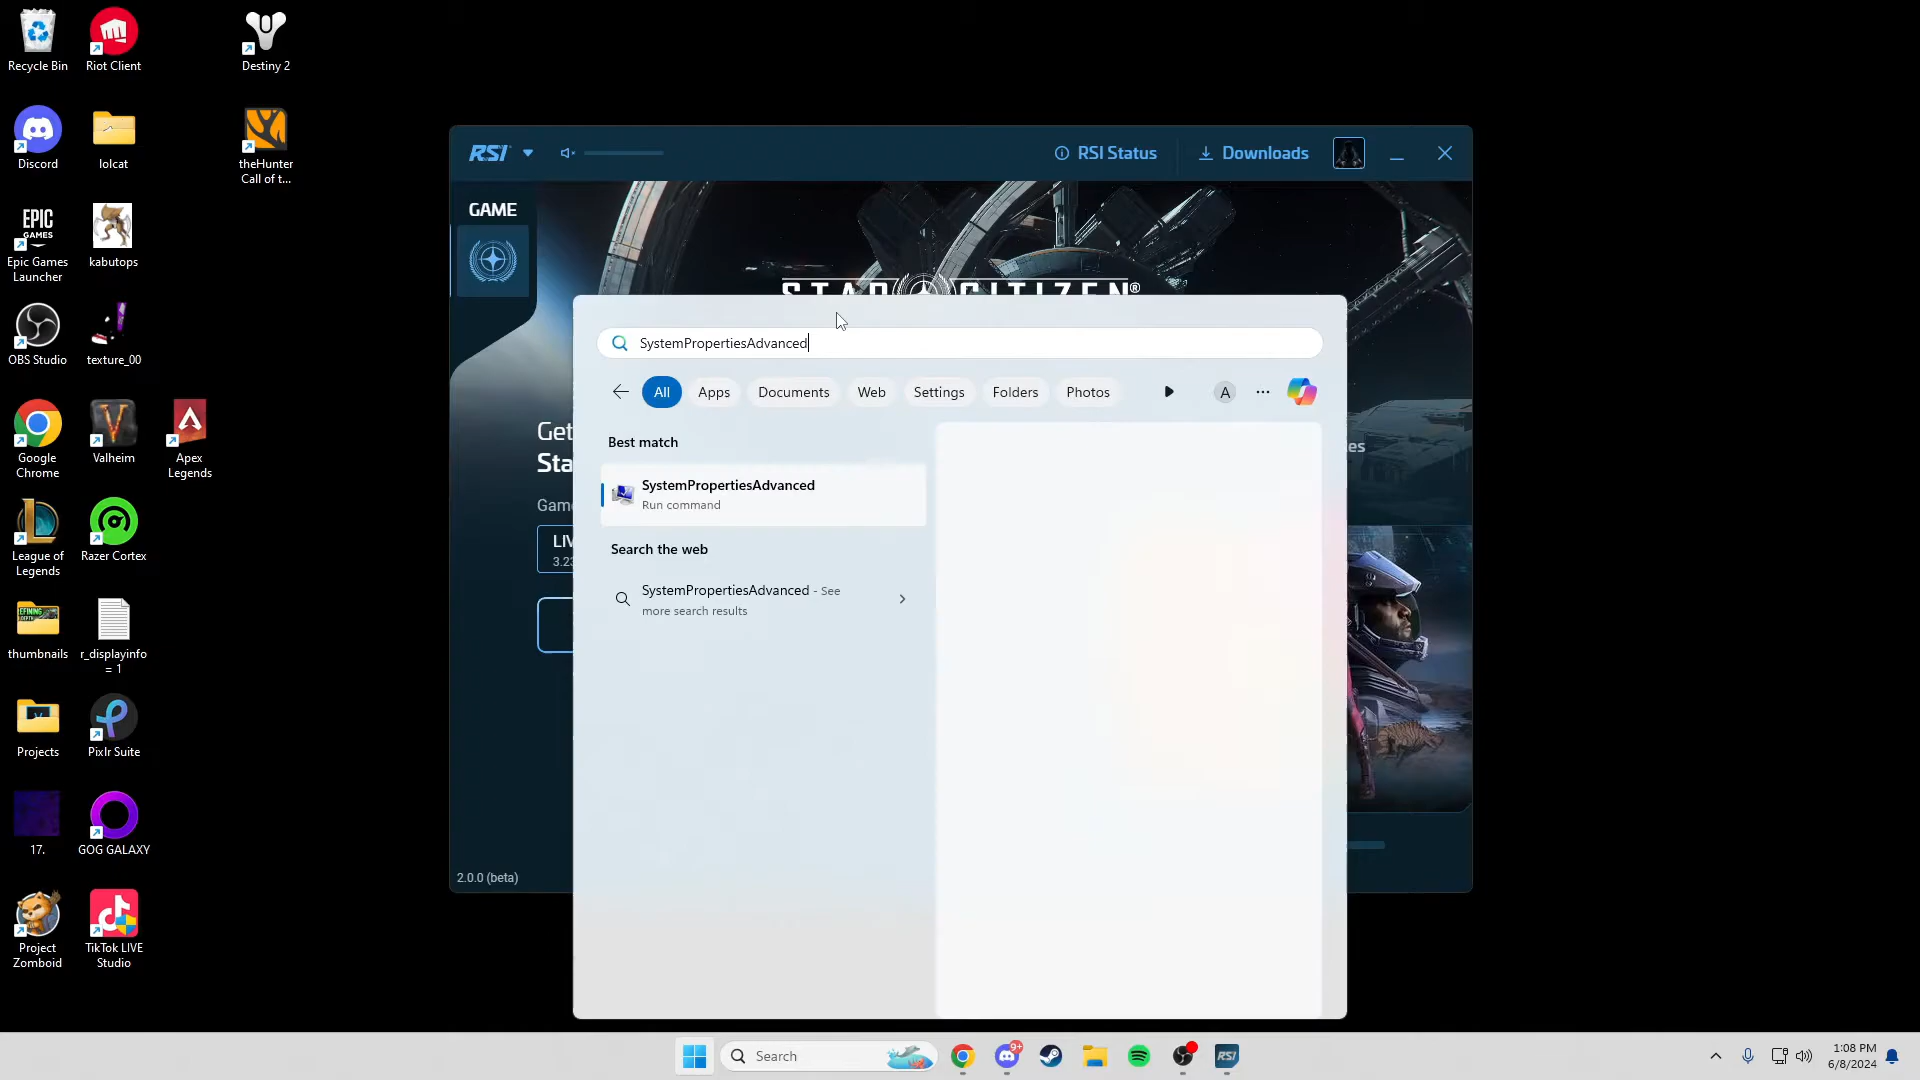 Recycle Bin
Riot Client
Destiny 2
Discord
lolcat
theHunter
Call of t...
EPIC
GAMES
Epic Games
Launcher
kabutops
OBS Studio
texture_00
Google
Chrome
Valheim
Apex
Legends
League of
Legends
Razer Cortex
thumbnails
r_displayinfo
= 1
Projects
Pixlr Suite
17.
GOG GALAXY
Project
Zomboid
TikTok LIVE
Studio
RSI
RSI Status
Downloads
GAME
STAR CITIZEN®
Get
Sta
Game
LIV
3.23
es
2.0.0 (beta)
SystemPropertiesAdvanced
All
Apps
Documents
Web
Settings
Folders
Photos
A
Best match
SystemPropertiesAdvanced
Run command
Search the web
SystemPropertiesAdvanced - See
more search results
Search
9+
RSI
1:08 PM
6/8/2024